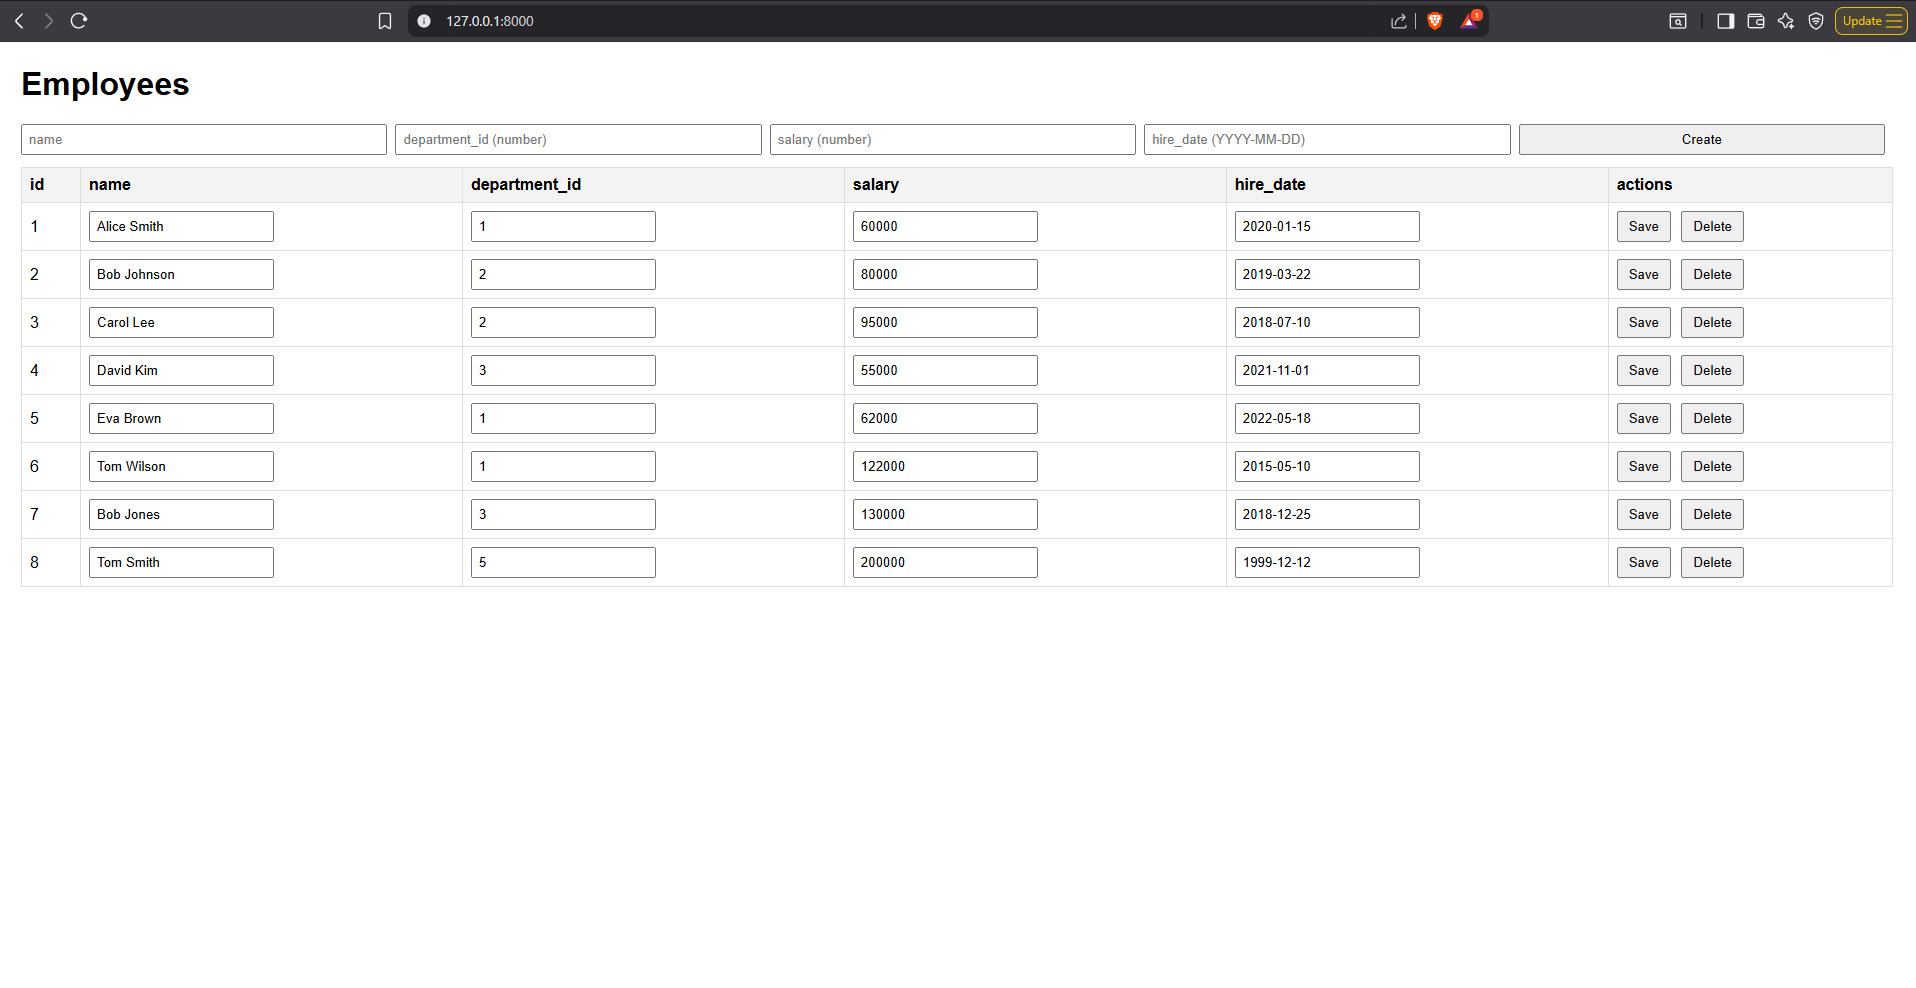 127.0.0.1:8000 1 Update
Employees
name department_id (number) salary (number) hire_date (YYYY-MM-DD) Create
id name department_id salary hire_date actions
1 Alice Smith 1 60000 2020-01-15 Save Delete
2 Bob Johnson 2 80000 2019-03-22 Save Delete
3 Carol Lee 2 95000 2018-07-10 Save Delete
4 David Kim 3 55000 2021-11-01 Save Delete
5 Eva Brown 1 62000 2022-05-18 Save Delete
6 Tom Wilson 1 122000 2015-05-10 Save Delete
7 Bob Jones 3 130000 2018-12-25 Save Delete
8 Tom Smith 5 200000 1999-12-12 Save Delete